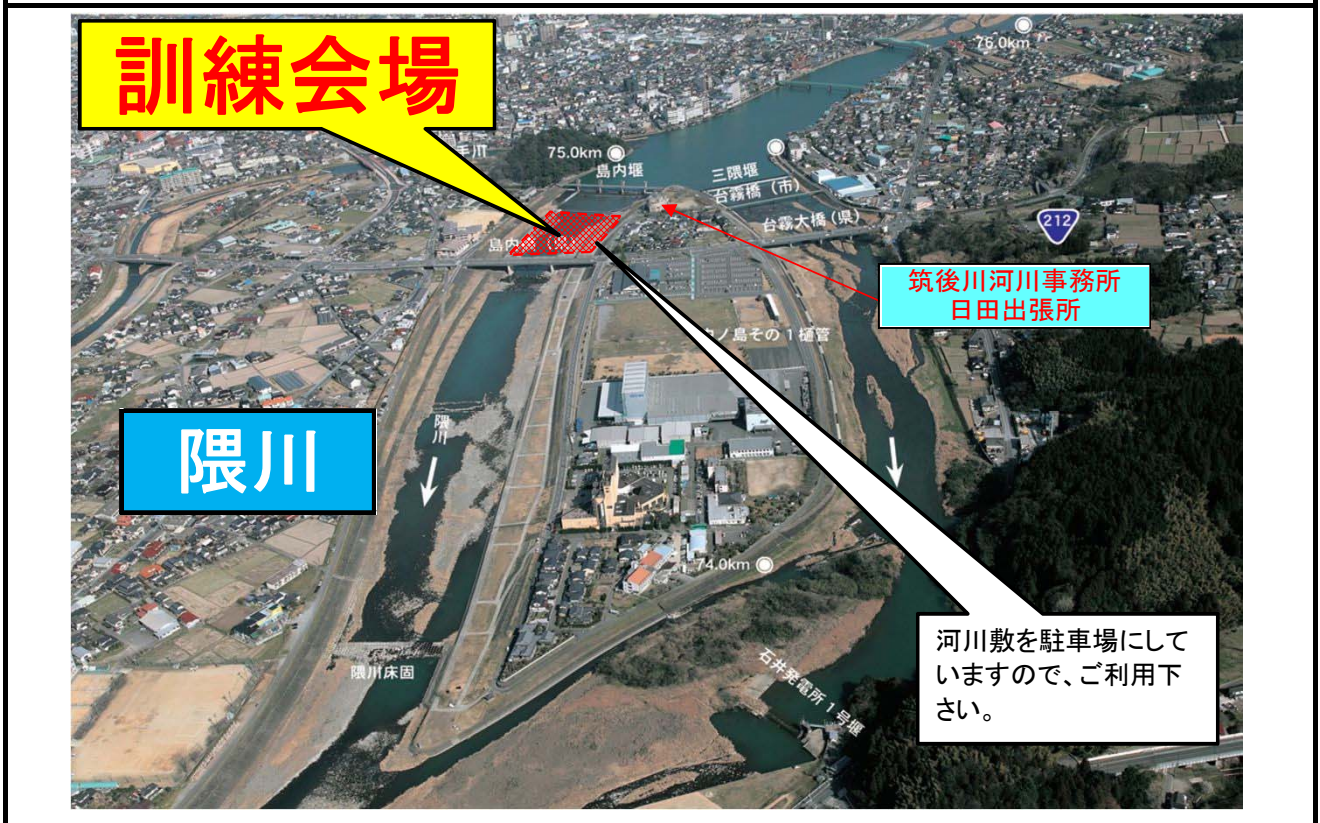 訓練会場
76.0km
75.0km
島内堰
三隈堰
台霧橋(市)
台霧大橋(県)
212
筑後川河川事務所
日田出張所
その1樋管
隈川
隈川
74.0km
隈川床固
石井発電所1号堰
河川敷を駐車場にして
いますので、ご利用下
さい。